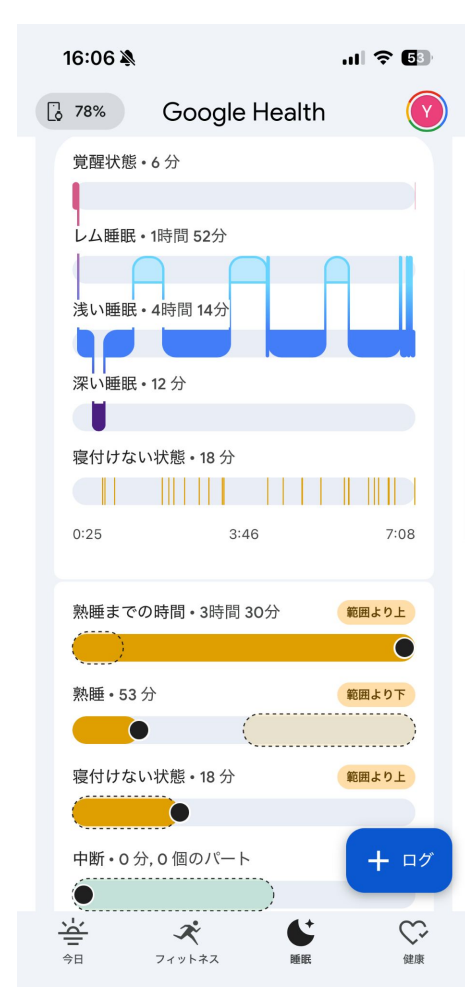 16:06
53
78%
Google Health
Y
覚醒状態 • 6 分
レム睡眠 • 1時間 52分
浅い睡眠 • 4時間 14分
深い睡眠 • 12 分
寝付けない状態 • 18 分
0:25 3:46 7:08
熟睡までの時間 • 3時間 30分 範囲より上
熟睡 • 53 分 範囲より下
寝付けない状態 • 18 分 範囲より上
中断 • 0 分, 0 個のパート
+ ログ
今日 フィットネス 睡眠 健康